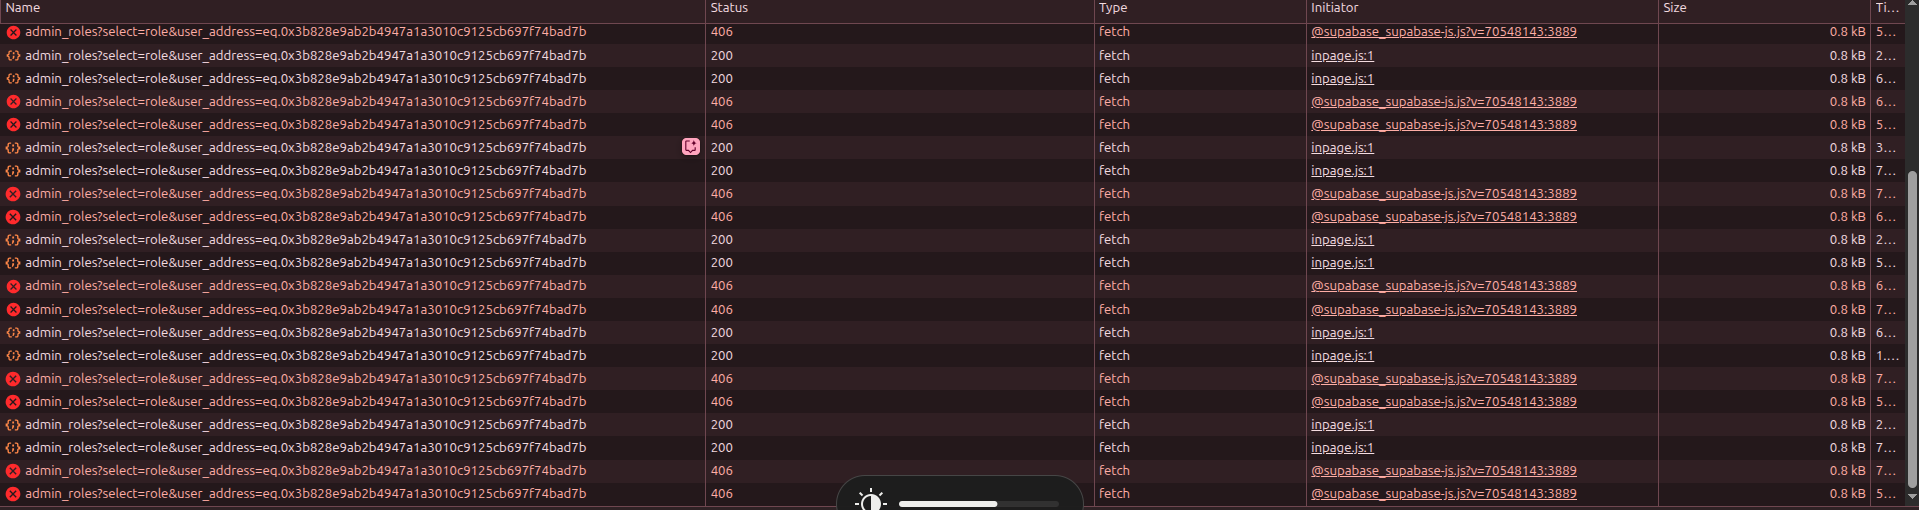 Name Status Type Initiator Size Ti...
admin_roles?select=role&user_address=eq.0x3b828e9ab2b4947a1a3010c9125cb697f74bad7b 406 fetch @supabase_supabase-js.js?v=70548143:3889 0.8 kB 5...
admin_roles?select=role&user_address=eq.0x3b828e9ab2b4947a1a3010c9125cb697f74bad7b 200 fetch inpage.js:1 0.8 kB 2...
admin_roles?select=role&user_address=eq.0x3b828e9ab2b4947a1a3010c9125cb697f74bad7b 200 fetch inpage.js:1 0.8 kB 6...
admin_roles?select=role&user_address=eq.0x3b828e9ab2b4947a1a3010c9125cb697f74bad7b 406 fetch @supabase_supabase-js.js?v=70548143:3889 0.8 kB 6...
admin_roles?select=role&user_address=eq.0x3b828e9ab2b4947a1a3010c9125cb697f74bad7b 406 fetch @supabase_supabase-js.js?v=70548143:3889 0.8 kB 5...
admin_roles?select=role&user_address=eq.0x3b828e9ab2b4947a1a3010c9125cb697f74bad7b 200 fetch inpage.js:1 0.8 kB 3...
admin_roles?select=role&user_address=eq.0x3b828e9ab2b4947a1a3010c9125cb697f74bad7b 200 fetch inpage.js:1 0.8 kB 7...
admin_roles?select=role&user_address=eq.0x3b828e9ab2b4947a1a3010c9125cb697f74bad7b 406 fetch @supabase_supabase-js.js?v=70548143:3889 0.8 kB 7...
admin_roles?select=role&user_address=eq.0x3b828e9ab2b4947a1a3010c9125cb697f74bad7b 406 fetch @supabase_supabase-js.js?v=70548143:3889 0.8 kB 6...
admin_roles?select=role&user_address=eq.0x3b828e9ab2b4947a1a3010c9125cb697f74bad7b 200 fetch inpage.js:1 0.8 kB 2...
admin_roles?select=role&user_address=eq.0x3b828e9ab2b4947a1a3010c9125cb697f74bad7b 200 fetch inpage.js:1 0.8 kB 5...
admin_roles?select=role&user_address=eq.0x3b828e9ab2b4947a1a3010c9125cb697f74bad7b 406 fetch @supabase_supabase-js.js?v=70548143:3889 0.8 kB 6...
admin_roles?select=role&user_address=eq.0x3b828e9ab2b4947a1a3010c9125cb697f74bad7b 406 fetch @supabase_supabase-js.js?v=70548143:3889 0.8 kB 7...
admin_roles?select=role&user_address=eq.0x3b828e9ab2b4947a1a3010c9125cb697f74bad7b 200 fetch inpage.js:1 0.8 kB 6...
admin_roles?select=role&user_address=eq.0x3b828e9ab2b4947a1a3010c9125cb697f74bad7b 200 fetch inpage.js:1 0.8 kB 1....
admin_roles?select=role&user_address=eq.0x3b828e9ab2b4947a1a3010c9125cb697f74bad7b 406 fetch @supabase_supabase-js.js?v=70548143:3889 0.8 kB 7...
admin_roles?select=role&user_address=eq.0x3b828e9ab2b4947a1a3010c9125cb697f74bad7b 406 fetch @supabase_supabase-js.js?v=70548143:3889 0.8 kB 5...
admin_roles?select=role&user_address=eq.0x3b828e9ab2b4947a1a3010c9125cb697f74bad7b 200 fetch inpage.js:1 0.8 kB 2...
admin_roles?select=role&user_address=eq.0x3b828e9ab2b4947a1a3010c9125cb697f74bad7b 200 fetch inpage.js:1 0.8 kB 7...
admin_roles?select=role&user_address=eq.0x3b828e9ab2b4947a1a3010c9125cb697f74bad7b 406 fetch @supabase_supabase-js.js?v=70548143:3889 0.8 kB 7...
admin_roles?select=role&user_address=eq.0x3b828e9ab2b4947a1a3010c9125cb697f74bad7b 406 fetch @supabase_supabase-js.js?v=70548143:3889 0.8 kB 5...